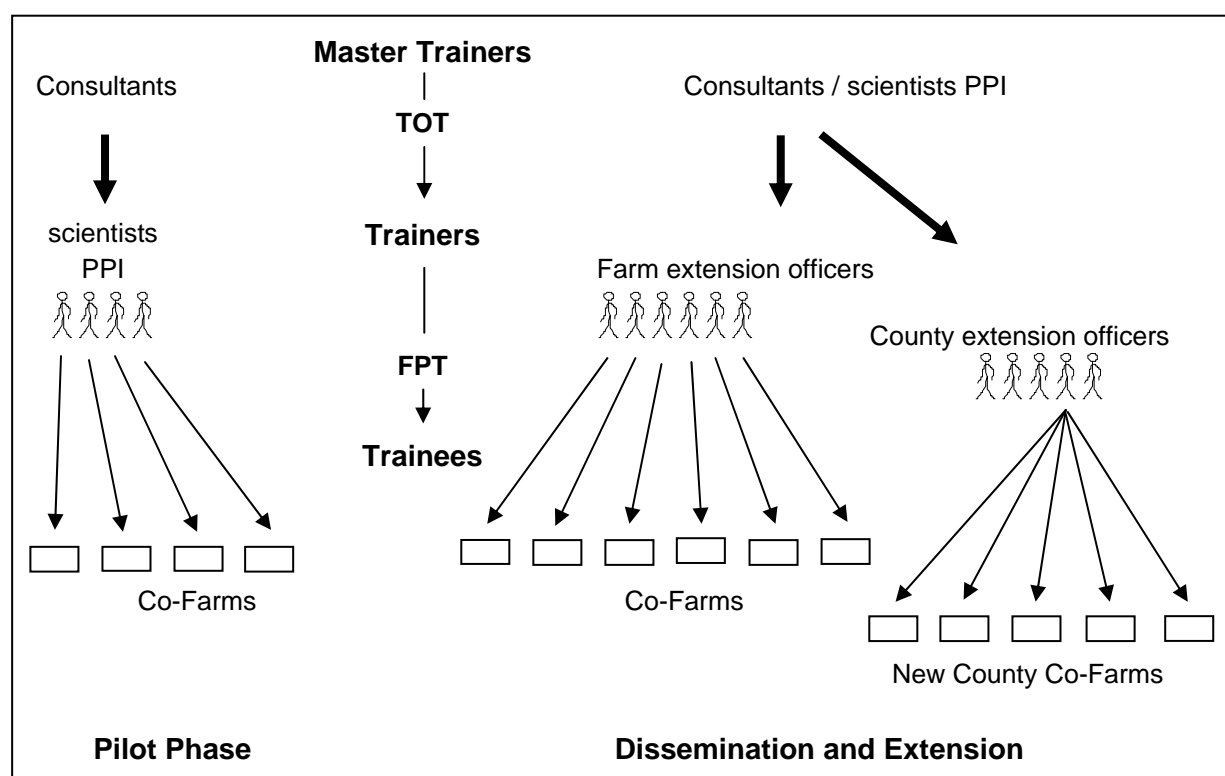 Master Trainers
Consultants
Consultants / scientists PPI
TOT
scientists
PPI
Trainers
Farm extension officers
County extension officers
FPT
Trainees
Co-Farms
Co-Farms
New County Co-Farms
Pilot Phase
Dissemination and Extension